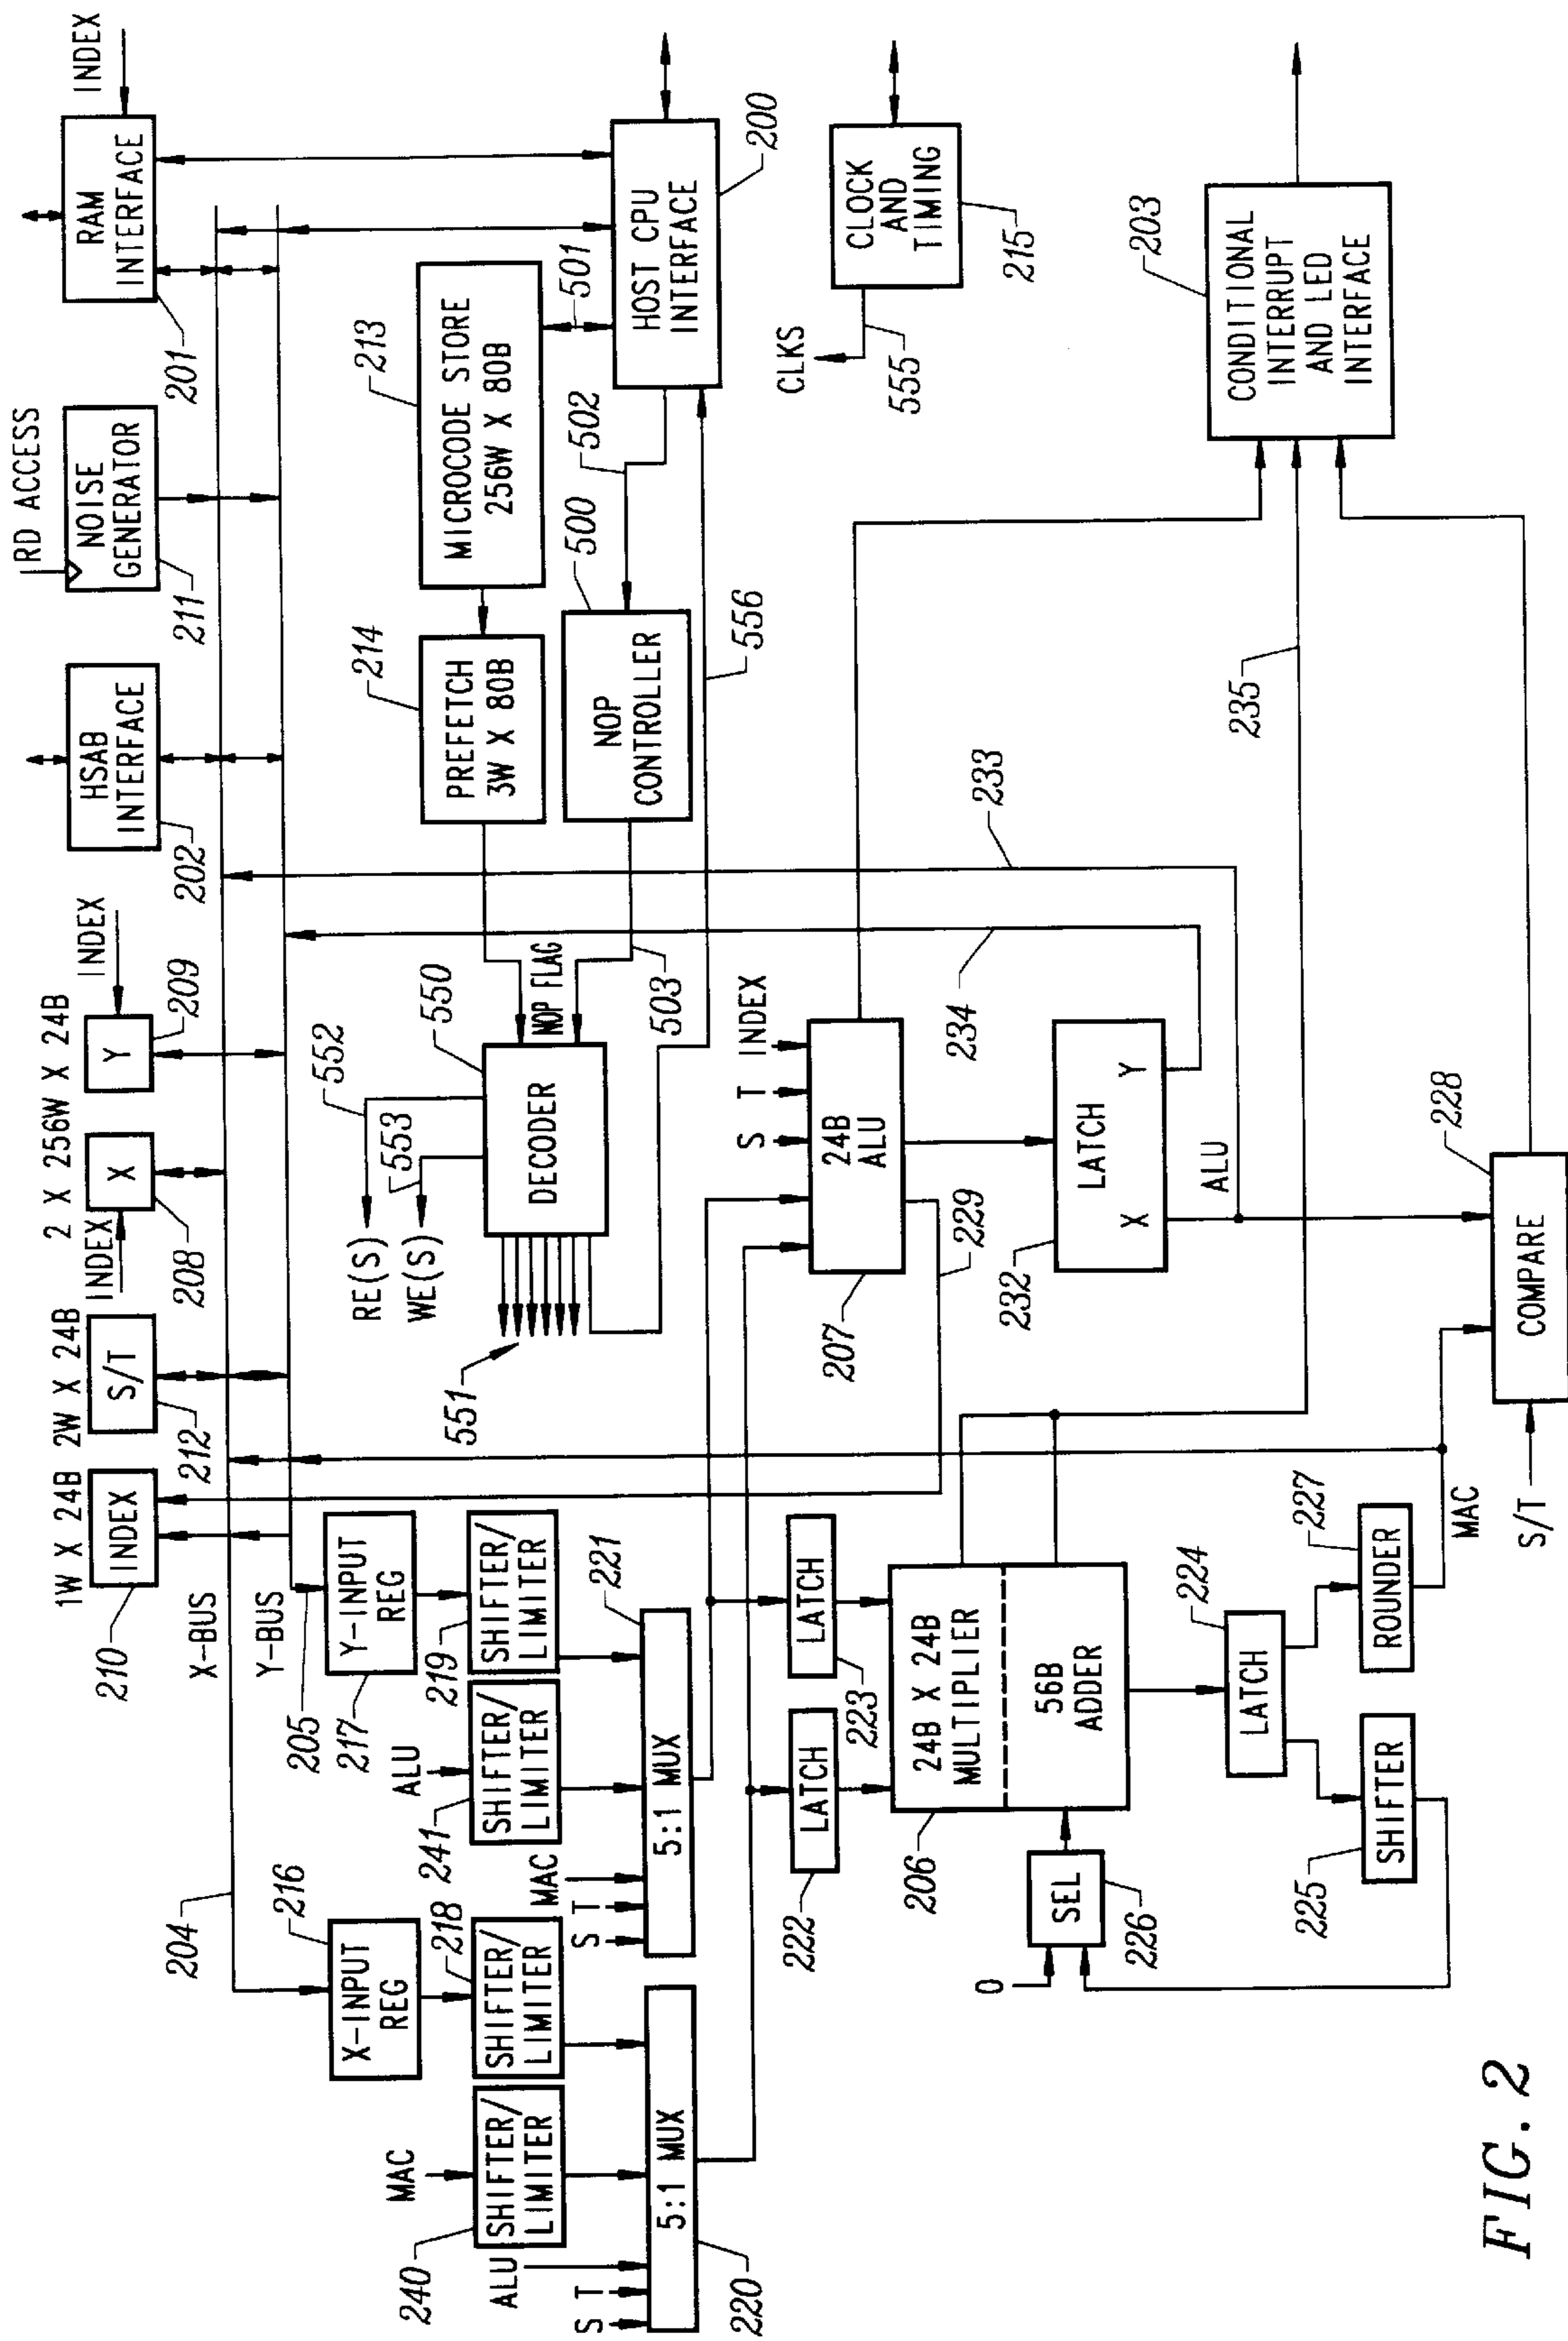 1W X 24B
2W X 24B
2 X 256W X 24B
INDEX
INDEX
RD ACCESS
INDEX
INDEX
S/T
X
Y
HSAB
INTERFACE
NOISE
GENERATOR
RAM
INTERFACE
210
212
208
209
202
211
201
X-BUS
Y-BUS
204
205
X-INPUT
REG
216
Y-INPUT
REG
217
MAC
SHIFTER/
LIMITER
240
SHIFTER/
LIMITER
218
ALU
SHIFTER/
LIMITER
241
SHIFTER/
LIMITER
219
S
T
ALU
5:1 MUX
220
S
T
MAC
5:1 MUX
221
RE(S)
552
WE(S)
553
DECODER
550
551
NOP FLAG
503
PREFETCH
3W X 80B
214
MICROCODE STORE
256W X 80B
213
NOP
CONTROLLER
500
502
501
HOST CPU
INTERFACE
200
556
CLOCK
AND
TIMING
215
CLKS
555
LATCH
222
LATCH
223
S
T
INDEX
24B
ALU
207
229
24B X 24B
MULTIPLIER
56B
ADDER
206
0
SEL
226
LATCH
X
Y
232
234
233
235
ALU
CONDITIONAL
INTERRUPT
AND LED
INTERFACE
203
LATCH
224
SHIFTER
225
ROUNDER
227
MAC
S/T
COMPARE
228
FIG. 2